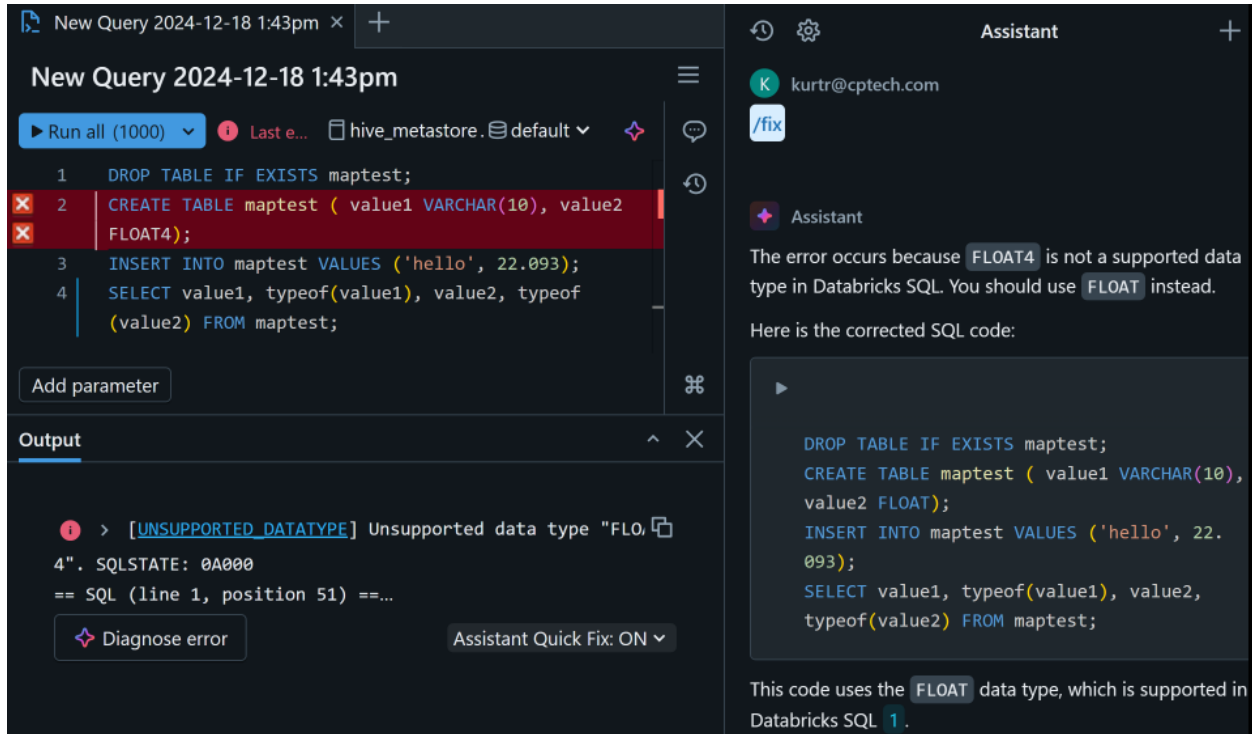 New Query 2024-12-18 1:43pm
New Query 2024-12-18 1:43pm
Run all (1000)
Last e...
hive_metastore.
default
1 DROP TABLE IF EXISTS maptest;
2 CREATE TABLE maptest ( value1 VARCHAR(10), value2
FLOAT4);
3 INSERT INTO maptest VALUES ('hello', 22.093);
4 SELECT value1, typeof(value1), value2, typeof
(value2) FROM maptest;
Add parameter
Output
> [UNSUPPORTED_DATATYPE] Unsupported data type "FLO
4". SQLSTATE: 0A000
== SQL (line 1, position 51) ==…
Diagnose error
Assistant Quick Fix: ON
Assistant
K kurtr@cptech.com
/fix
Assistant
The error occurs because FLOAT4 is not a supported data
type in Databricks SQL. You should use FLOAT instead.
Here is the corrected SQL code:
DROP TABLE IF EXISTS maptest;
CREATE TABLE maptest ( value1 VARCHAR(10),
value2 FLOAT);
INSERT INTO maptest VALUES ('hello', 22.
093);
SELECT value1, typeof(value1), value2,
typeof(value2) FROM maptest;
This code uses the FLOAT data type, which is supported in
Databricks SQL 1 .